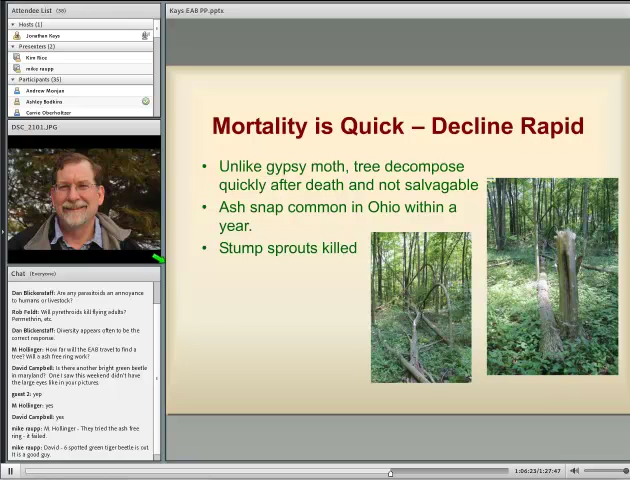 Attendee List (38)
Kays EAB PP.pptx
Hosts (1)
Jonathan Kays
Presenters (2)
Kim Rice
mike raupp
Participants (35)
Andrew Monjan
Ashley Bodkins
Carrie Oberholtzer
DSC_2101.JPG
Chat (Everyone)
Dan Blickenstaff: Are any parasitoids an annoyance
to humans or livestock?
Rob Feldt: Will pyrethroids kill flying adults?
Permethrin, etc.
Dan Blickenstaff: Diversity appears often to be the
correct response.
M Hollinger: How far will the EAB travel to find a
tree? Will a ash free ring work?
David Campbell: Is there another bright green beetle
in maryland? One I saw this weekend didn't have
the large eyes like in your pictures.
guest 2: yep
M Hollinger: yes
David Campbell: yes
mike raupp: M. Hollinger - They tried the ash free
ring - it failed.
mike raupp: David - 6 spotted green tiger beetle is out.
It is a good guy.
Mortality is Quick – Decline Rapid
• Unlike gypsy moth, tree decompose
quickly after death and not salvagable
• Ash snap common in Ohio within a
year.
• Stump sprouts killed
1:06:23/1:27:47